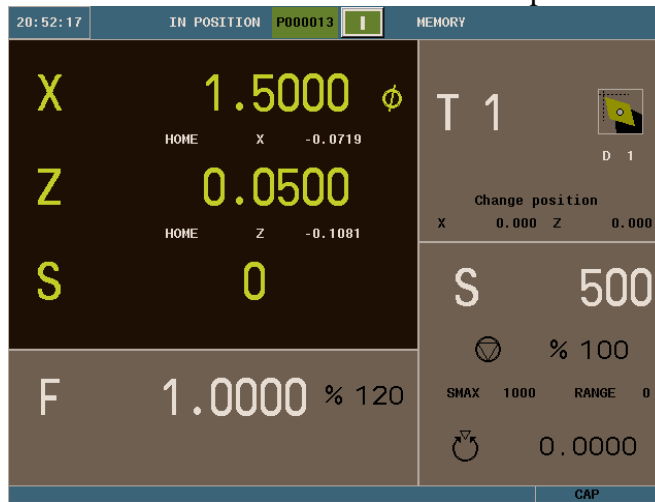 20:52:17 IN POSITION P000013 I MEMORY
X 1.5000 ϕ
HOME X -0.0719
Z 0.0500
HOME Z -0.1081
S 0
F 1.0000 % 120
T 1
D 1
Change position
X 0.000 Z 0.000
S 500
% 100
SMAX 1000 RANGE 0
0.0000
CAP